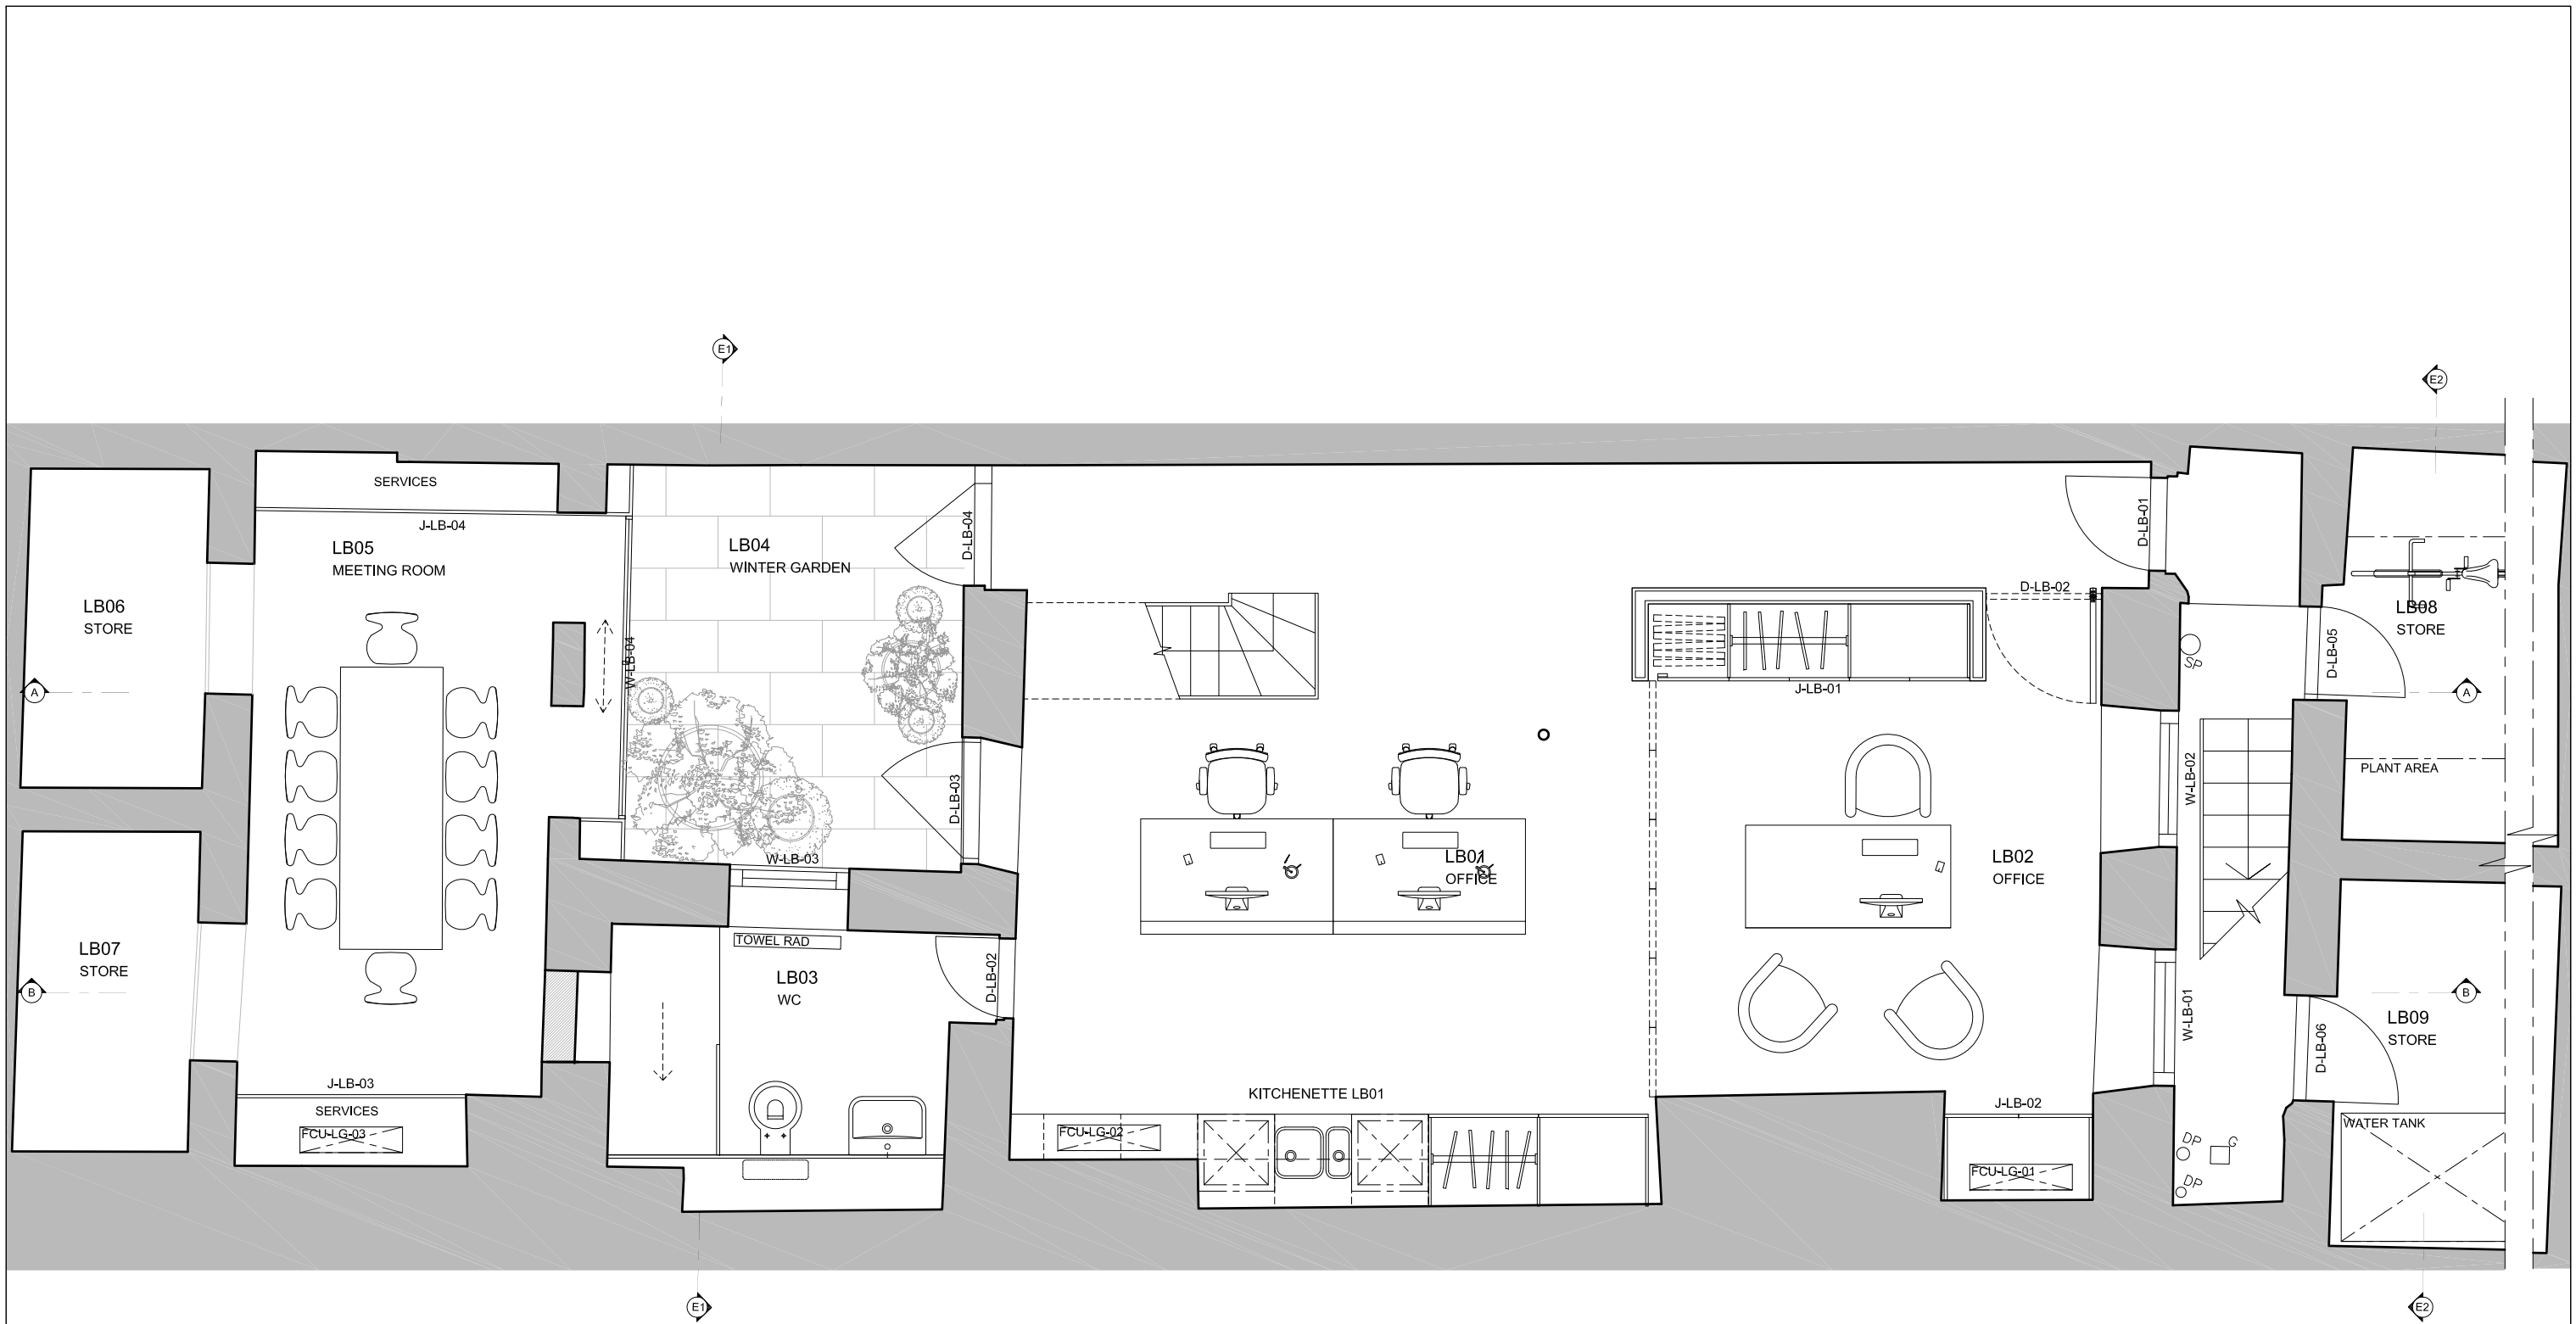 E1
E2
SERVICES
J-LB-04
LB05
MEETING ROOM
LB04
WINTER GARDEN
D-LB-04
D-LB-01
LB06
STORE
D-LB-02
LB08
STORE
W-LB-04
SP
D-LB-05
A
J-LB-01
A
W-LB-02
PLANT AREA
D-LB-03
W-LB-03
LB01
OFFICE
LB02
OFFICE
LB07
STORE
TOWEL RAD
LB03
WC
D-LB-02
B
B
W-LB-01
LB09
STORE
D-LB-06
J-LB-03
KITCHENETTE LB01
J-LB-02
SERVICES
WATER TANK
FCU-LG-03
FCU-LG-02
DP
G
FCU-LG-01
DP
E1
E2